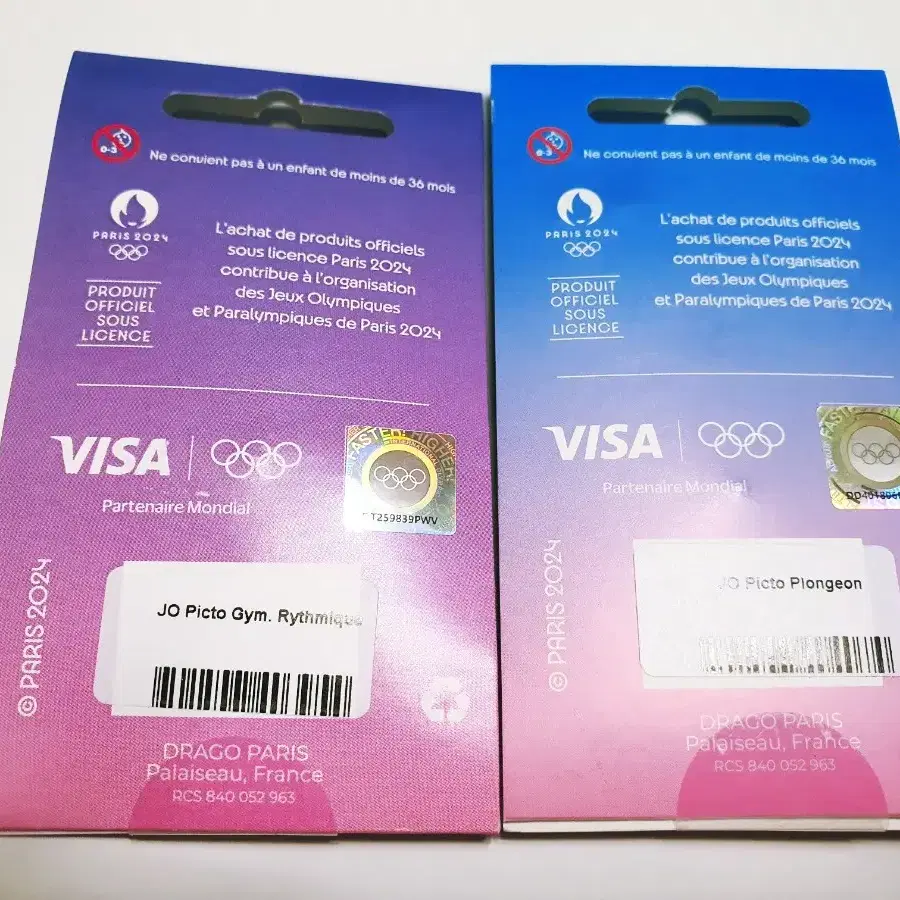 0-3
Ne convient pas à un enfant de moins de 36 mois
PARIS 2024
PRODUIT
OFFICIEL
SOUS
LICENCE
L'achat de produits officiels
sous licence Paris 2024
contribue à l'organisation
des Jeux Olympiques
et Paralympiques de Paris 2024
VISA
Partenaire Mondial
FASTER HIGHER
T259839PWV
© PARIS 2024
JO Picto Gym. Rythmique
DRAGO PARIS
Palaiseau, France
RCS 840 052 963
0-3
Ne convient pas à un enfant de moins de 36 mois
PARIS 2024
PRODUIT
OFFICIEL
SOUS
LICENCE
L'achat de produits officiels
sous licence Paris 2024
contribue à l'organisation
des Jeux Olympiques
et Paralympiques de Paris 2024
VISA
Partenaire Mondial
© PARIS 2024
JO Picto Plongeon
DRAGO PARIS
Palaiseau, France
RCS 840 052 963